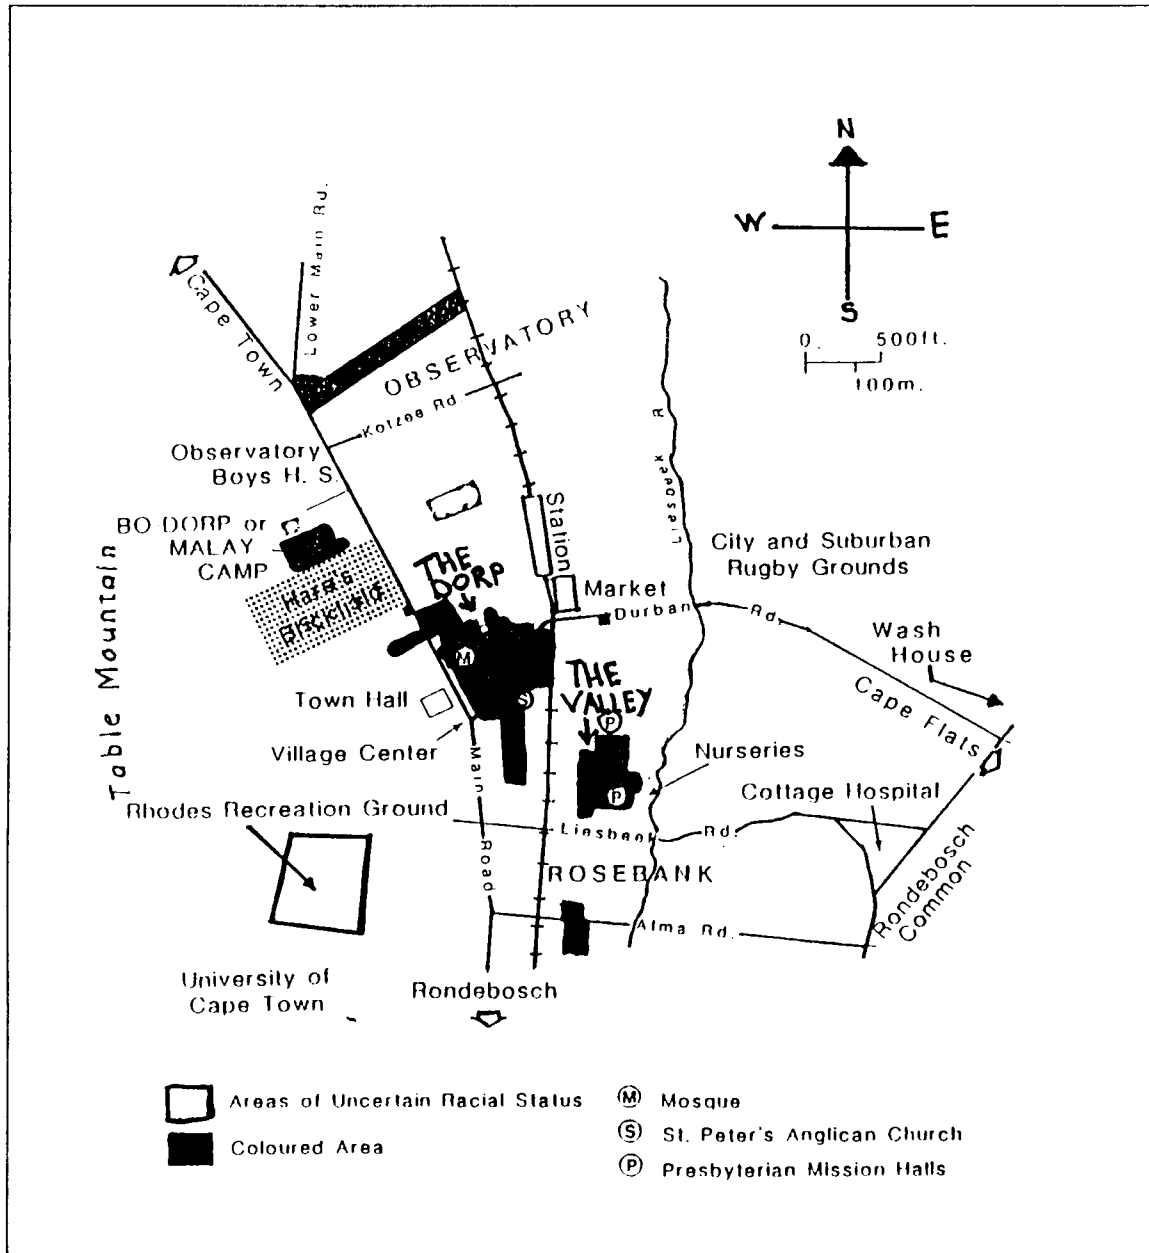 N
W
E
S
0. 500ft.
100m.
Lower Main Rd.
Cape Town
OBSERVATORY
Kotzee Rd
Observatory
Boys H. S.
Liesbeek R
Station
BO-DORP or
MALAY
CAMP
THE
DORP
City and Suburban
Rugby Grounds
Market
Durban Rd.
Hare's
Table Mountain
Wash
House
M
THE
VALLEY
Town Hall
S
P
Cape Flats
Village Center
Main Road
Nurseries
P
Cottage Hospital
Rhodes Recreation Ground
Liesbeek Rd.
ROSEBANK
Rondebosch
Common
Alma Rd.
University of
Cape Town
Rondebosch
Areas of Uncertain Racial Status
Coloured Area
M Mosque
S St. Peter's Anglican Church
P Presbyterian Mission Halls